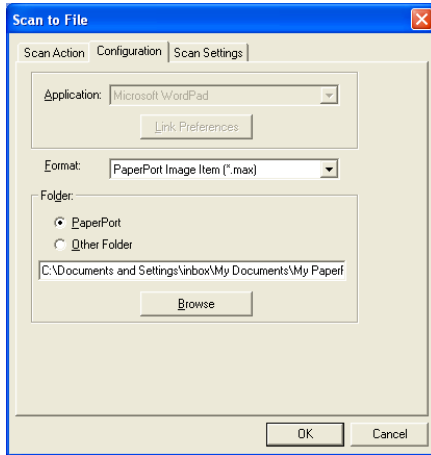 Scan to File
Scan Action Configuration Scan Settings
Application: Microsoft WordPad
Link Preferences
Format: PaperPort Image Item (*.max)
Folder:
PaperPort
Other Folder
C:\Documents and Settings\inbox\My Documents\My Paper
Browse
OK Cancel